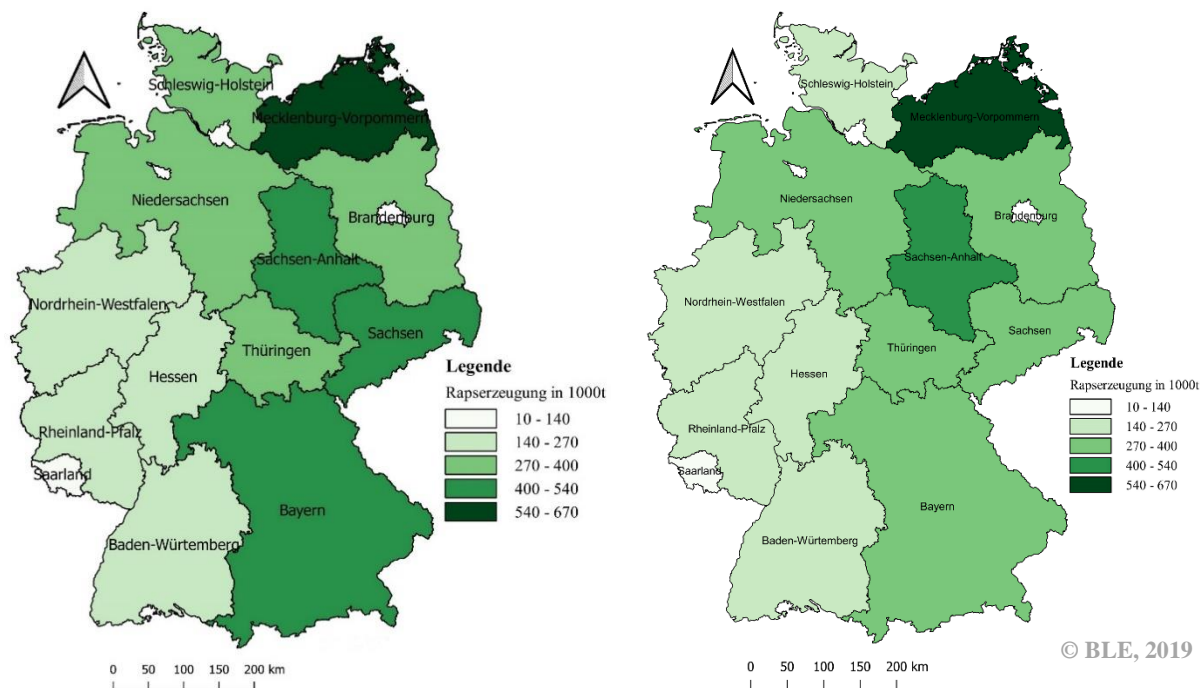 Schleswig-Holstein
Mecklenburg-Vorpommern
Niedersachsen
Brandenburg
Sachsen-Anhalt
Nordrhein-Westfalen
Sachsen
Thüringen
Hessen
Rheinland-Pfalz
Saarland
Bayern
Baden-Würtemberg
Legende
Rapserzeugung in 1000t
10 - 140
140 - 270
270 - 400
400 - 540
540 - 670
0 50 100 150 200 km
Schleswig-Holstein
Mecklenburg-Vorpommern
Niedersachsen
Brandenburg
Sachsen-Anhalt
Nordrhein-Westfalen
Sachsen
Thüringen
Hessen
Rheinland-Pfalz
Saarland
Bayern
Baden-Würtemberg
Legende
Rapserzeugung in 1000t
10 - 140
140 - 270
270 - 400
400 - 540
540 - 670
© BLE, 2019
0 50 100 150 200 km